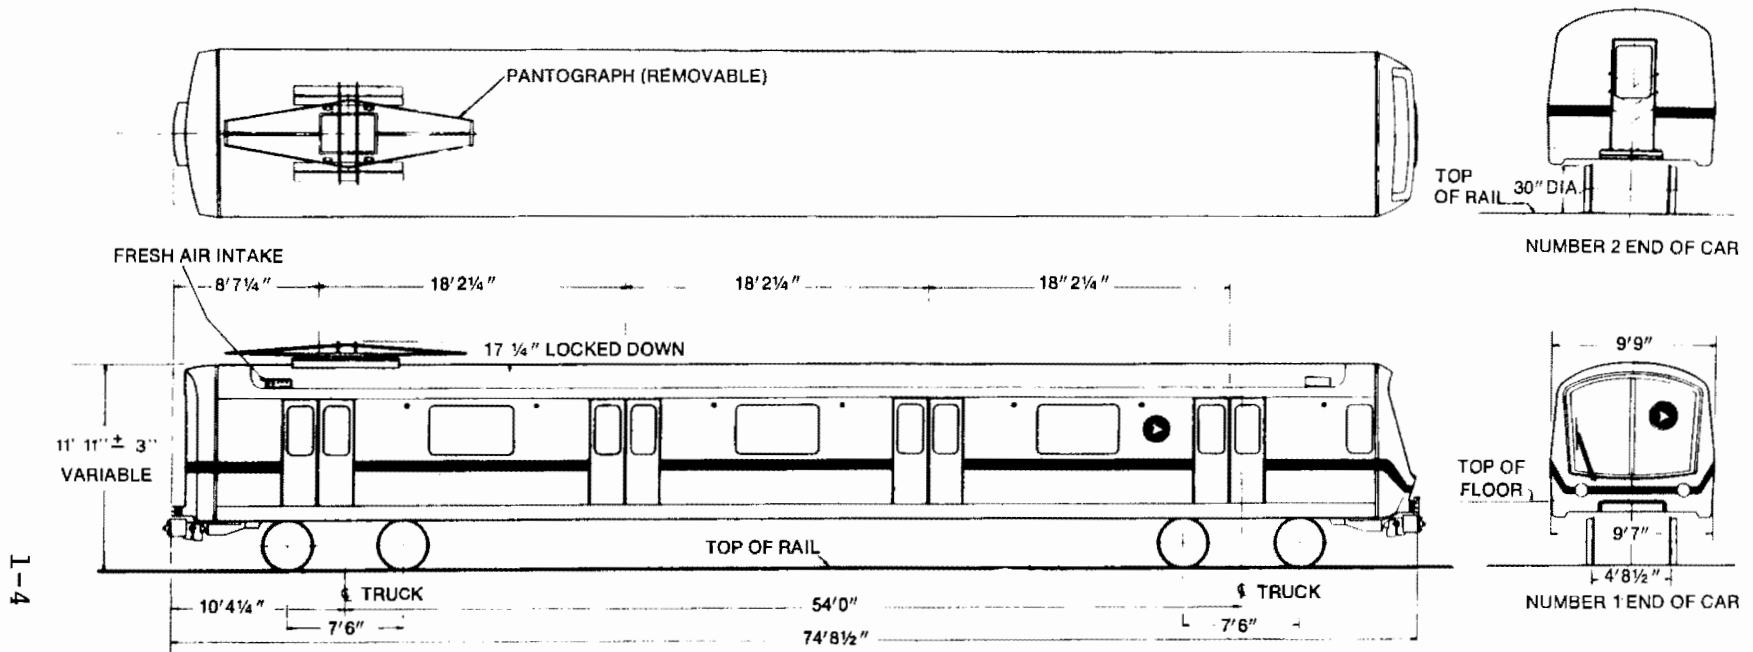 PANTOGRAPH (REMOVABLE)
TOP
OF RAIL
30" DIA.
NUMBER 2 END OF CAR
FRESH AIR INTAKE
8'7¼"
18'2¼"
18'2¼"
18"2¼"
17 ¼" LOCKED DOWN
9'9"
11' 11" ± 3"
VARIABLE
TOP OF
FLOOR
9'7"
TOP OF RAIL
4'8½"
℄ TRUCK
℄ TRUCK
NUMBER 1 END OF CAR
10'4¼"
54'0"
7'6"
7'6"
74'8½"
1-4